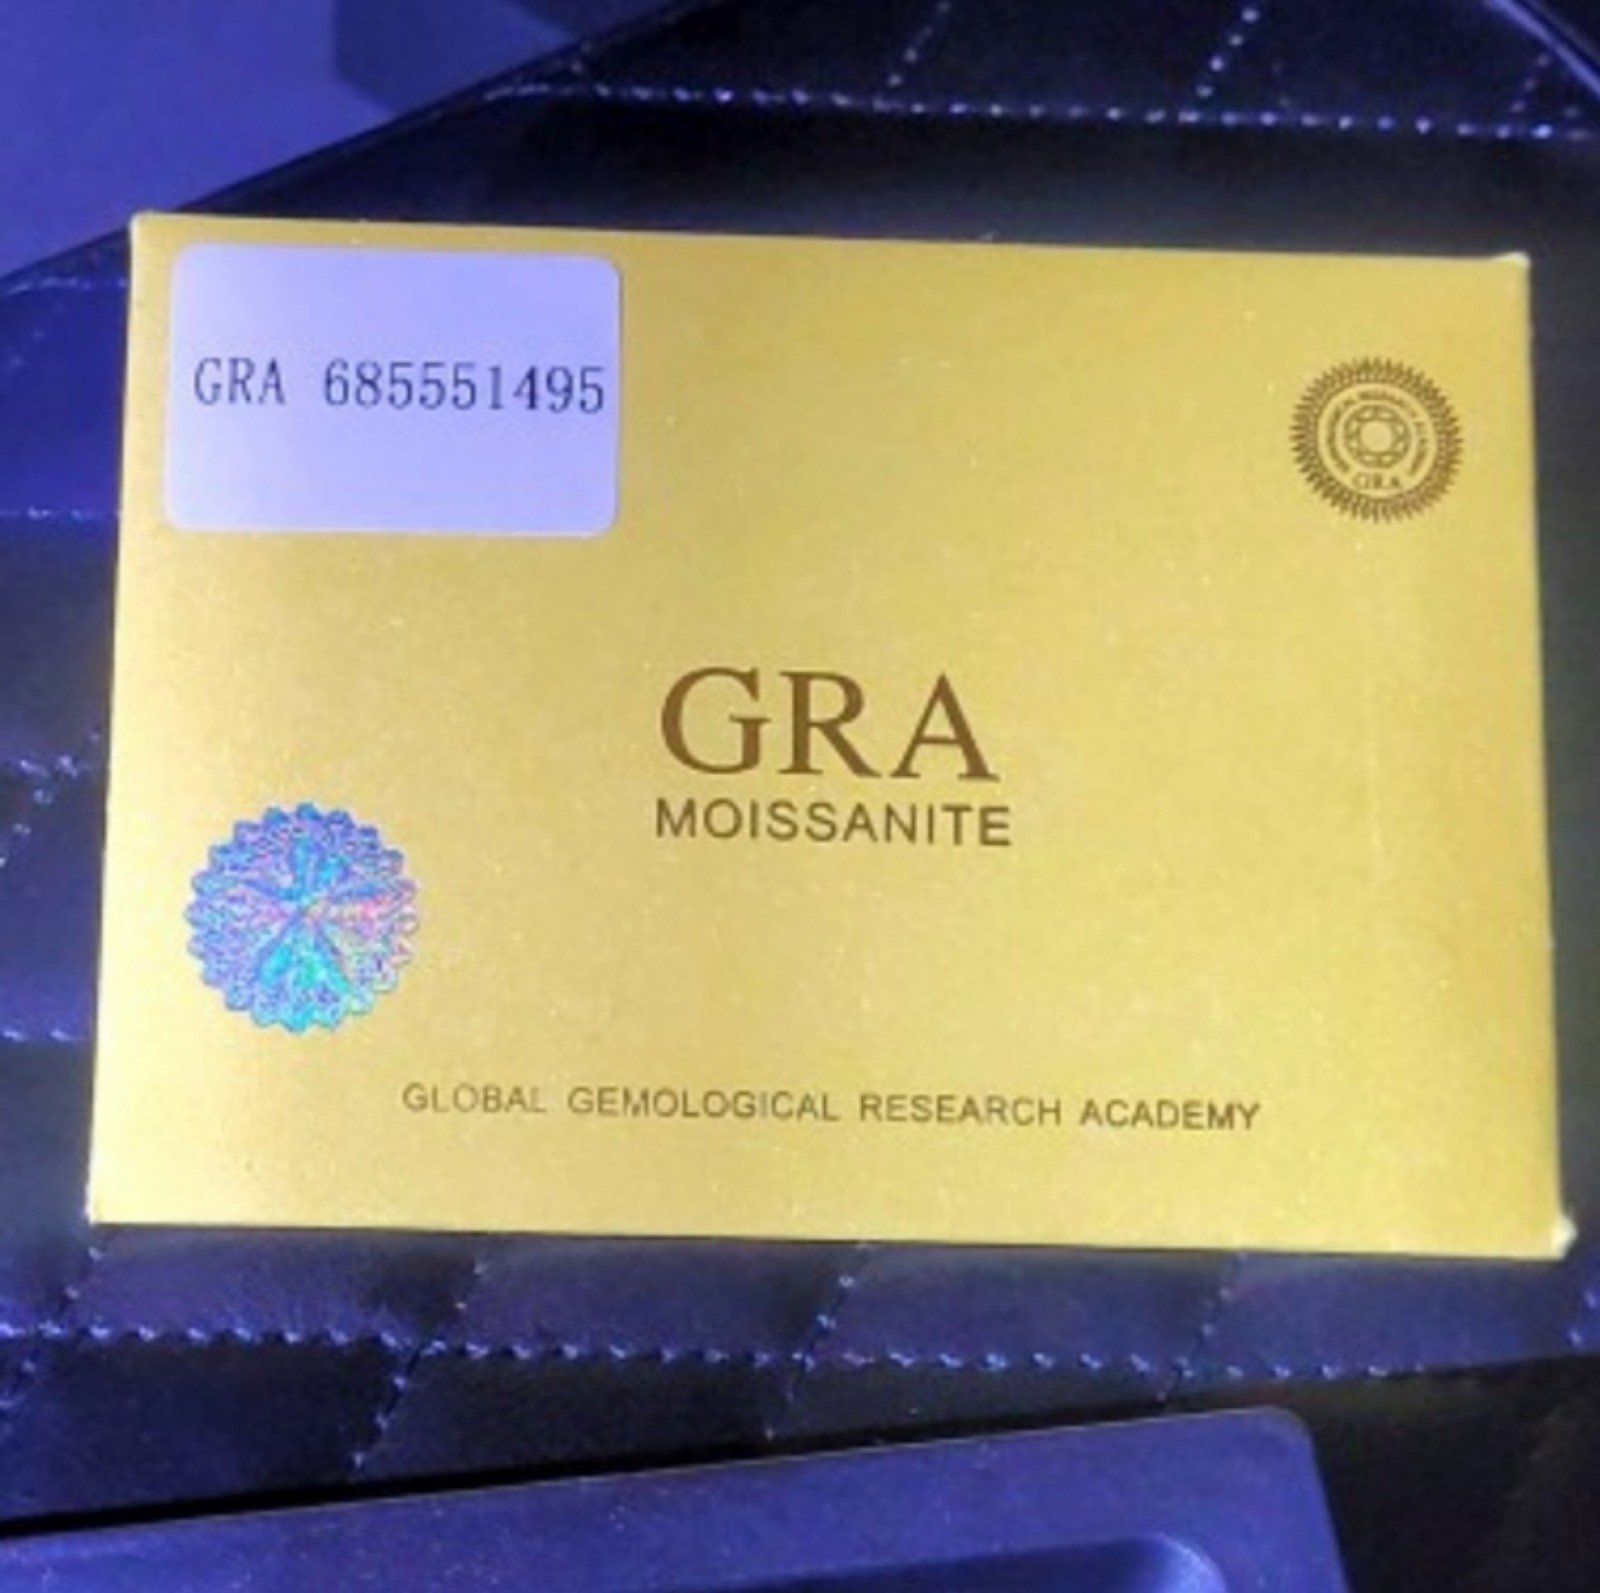 GRA 685551495
GRA
GRA
MOISSANITE
GLOBAL GEMOLOGICAL RESEARCH ACADEMY